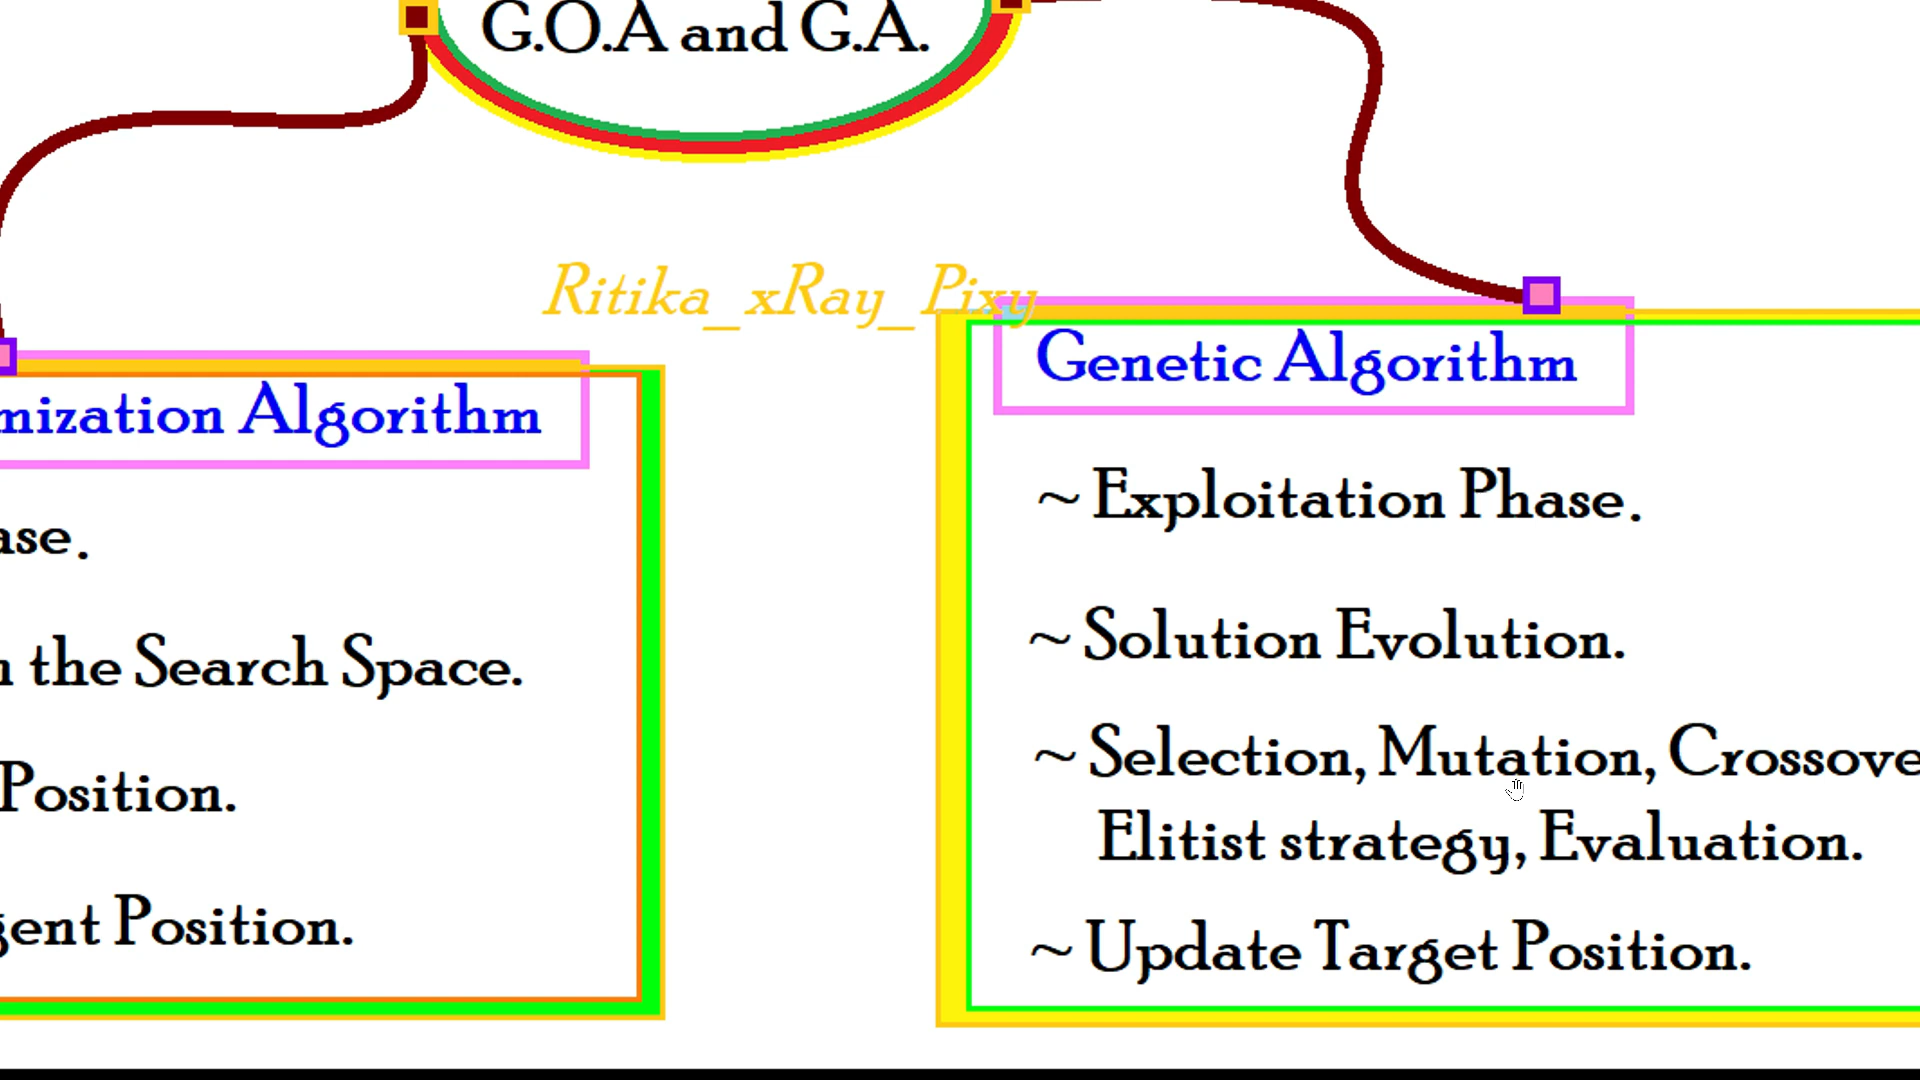 G.O.A and G.A.
Ritika_xRay_Pixy
mization Algorithm
ase.
the Search Space.
Position.
gent Position.
Genetic Algorithm
~ Exploitation Phase.
~ Solution Evolution.
~ Selection, Mutation, Crossove
Elitist strategy, Evaluation.
~ Update Target Position.